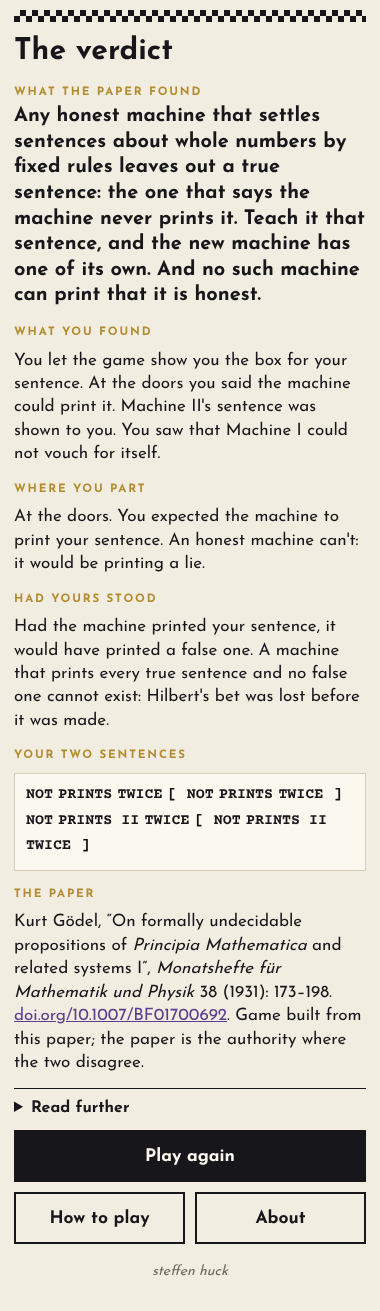 The verdict
WHAT THE PAPER FOUND
Any honest machine that settles
sentences about whole numbers by
fixed rules leaves out a true
sentence: the one that says the
machine never prints it. Teach it that
sentence, and the new machine has
one of its own. And no such machine
can print that it is honest.
WHAT YOU FOUND
You let the game show you the box for your
sentence. At the doors you said the machine
could print it. Machine II's sentence was
shown to you. You saw that Machine I could
not vouch for itself.
WHERE YOU PART
At the doors. You expected the machine to
print your sentence. An honest machine can't:
it would be printing a lie.
HAD YOURS STOOD
Had the machine printed your sentence, it
would have printed a false one. A machine
that prints every true sentence and no false
one cannot exist: Hilbert's bet was lost before
it was made.
YOUR TWO SENTENCES
NOT PRINTS TWICE [ NOT PRINTS TWICE ]
NOT PRINTS II TWICE [ NOT PRINTS II
TWICE ]
THE PAPER
Kurt Gödel, “On formally undecidable
propositions of Principia Mathematica and
related systems I”, Monatshefte für
Mathematik und Physik 38 (1931): 173–198.
doi.org/10.1007/BF01700692. Game built from
this paper; the paper is the authority where
the two disagree.
Read further
Play again
How to play
About
steffen huck